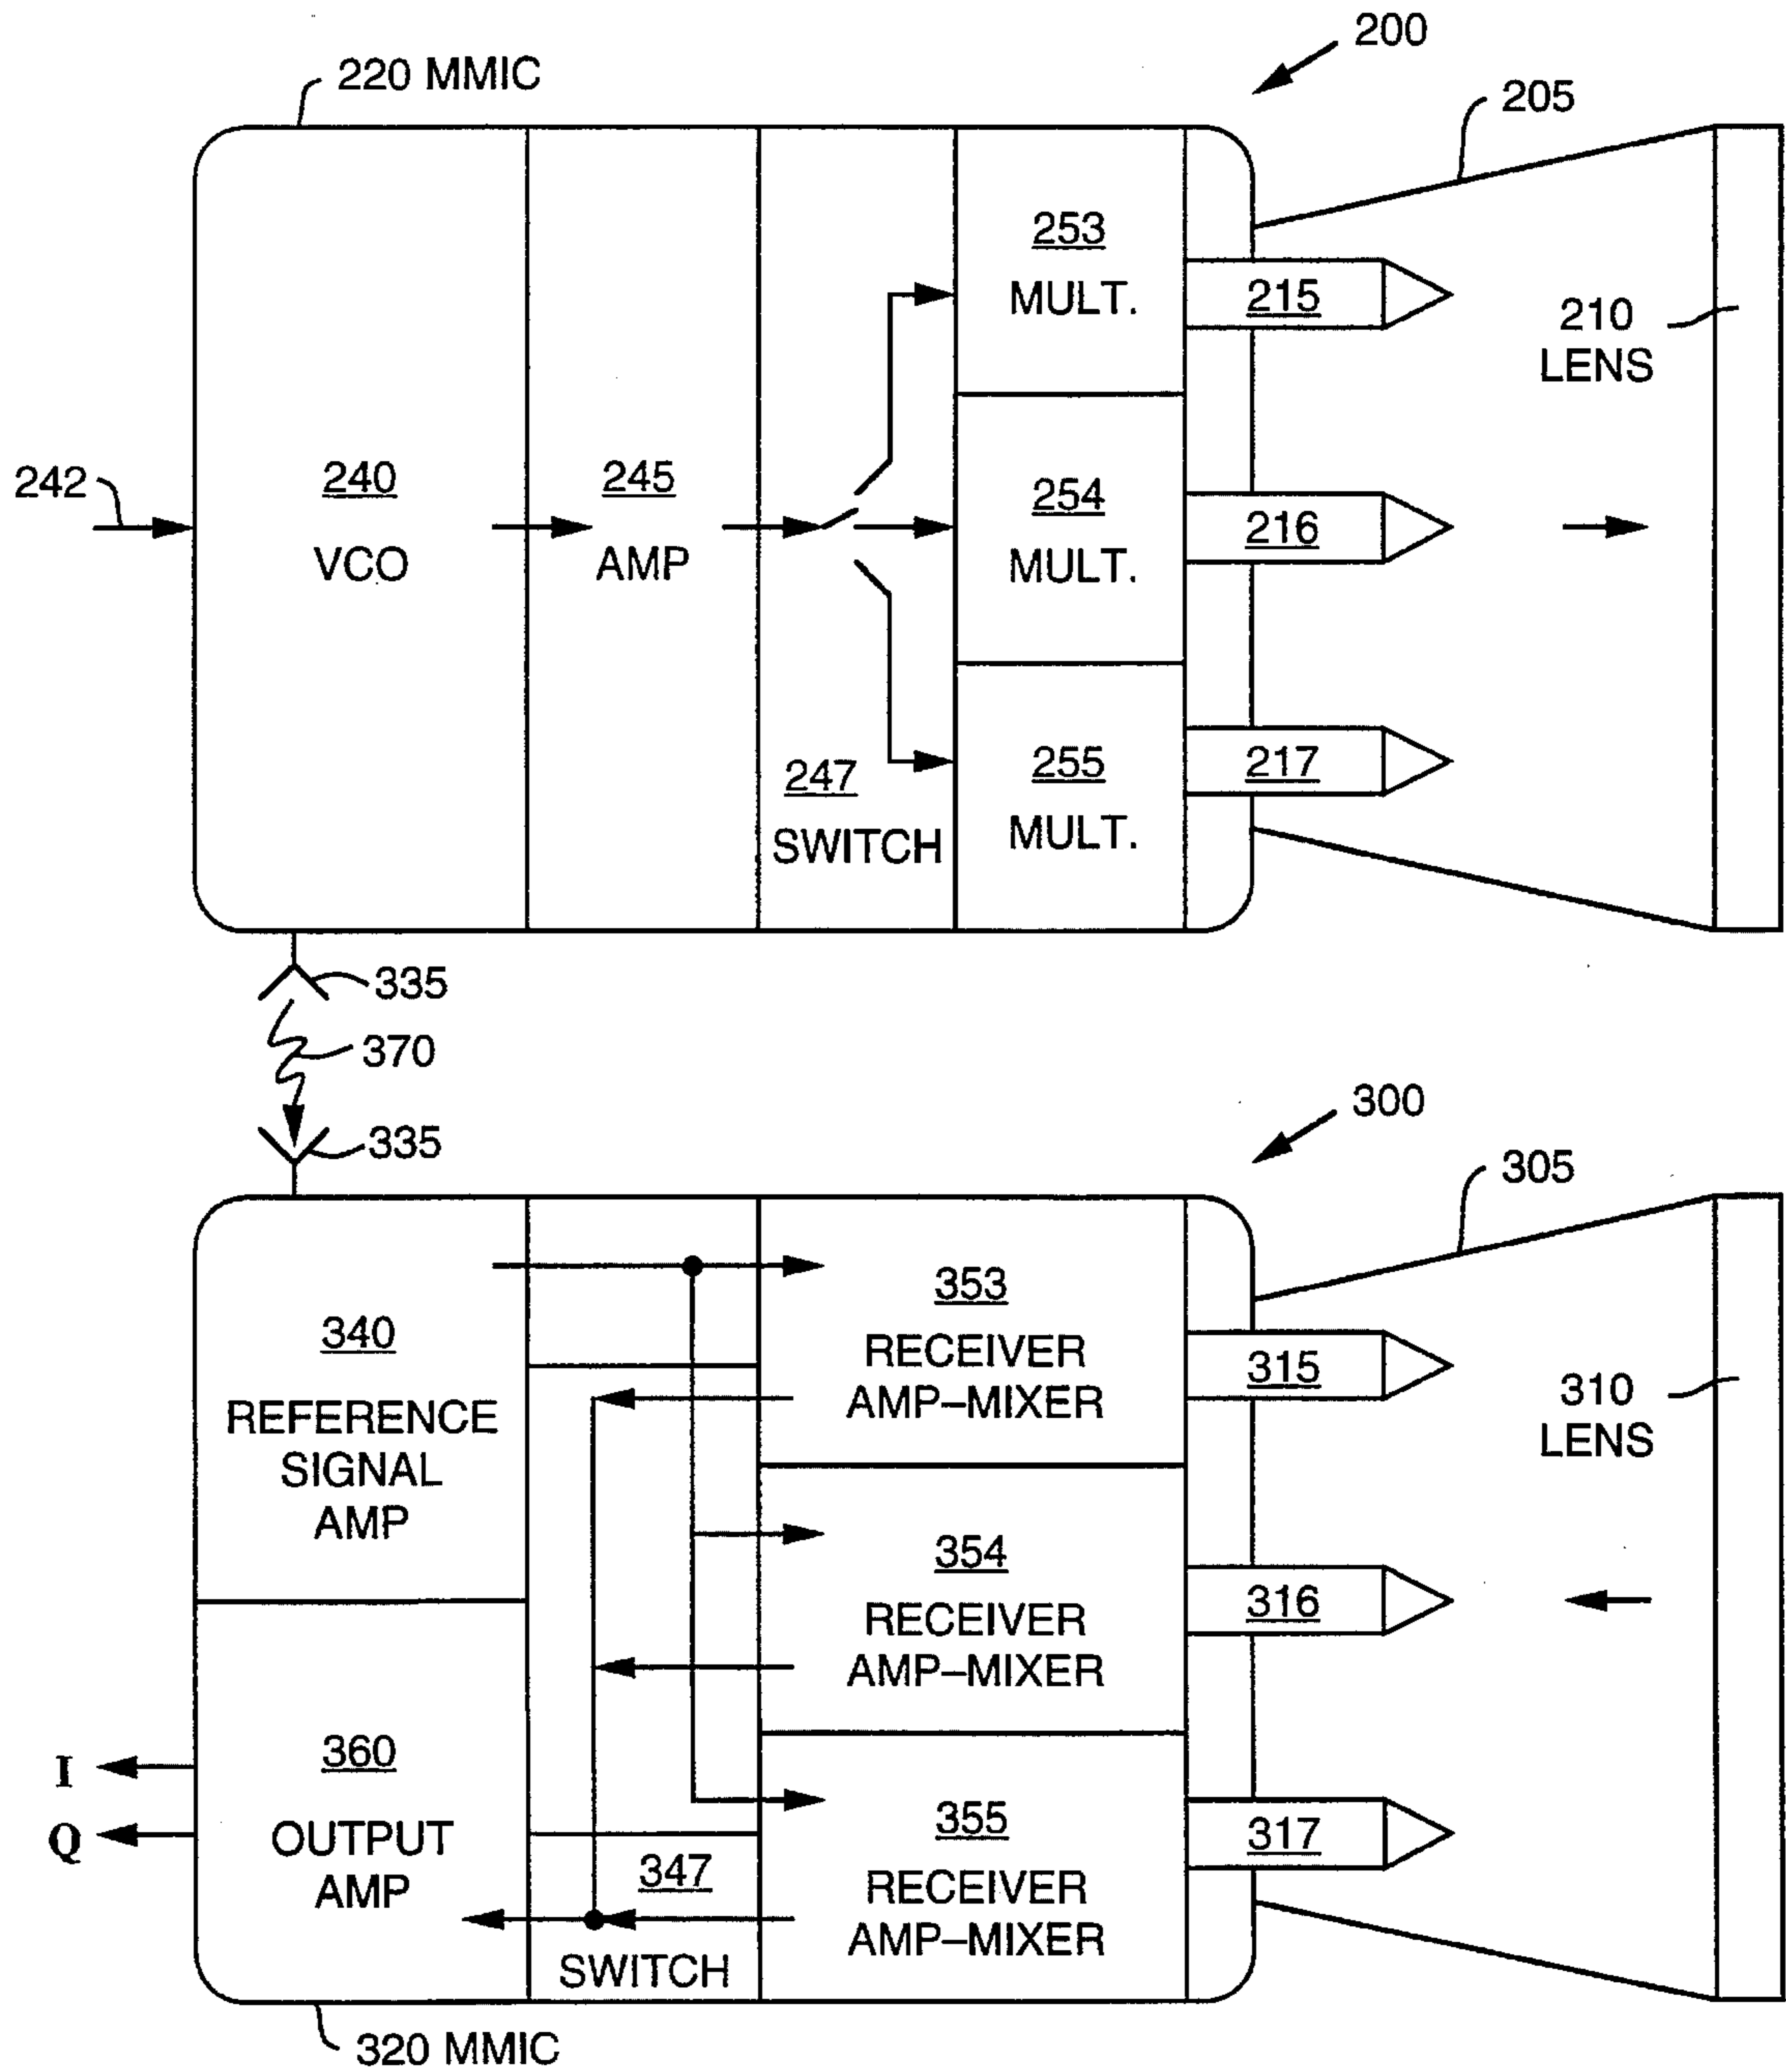 200
220 MMIC
205
253
MULT.
215
210
LENS
242
240
VCO
245
AMP
254
MULT.
216
247
SWITCH
255
MULT.
217
335
370
335
300
305
340
REFERENCE
SIGNAL
AMP
353
RECEIVER
AMP–MIXER
315
310
LENS
354
RECEIVER
AMP–MIXER
316
I
Q
360
OUTPUT
AMP
347
SWITCH
355
RECEIVER
AMP–MIXER
317
320 MMIC